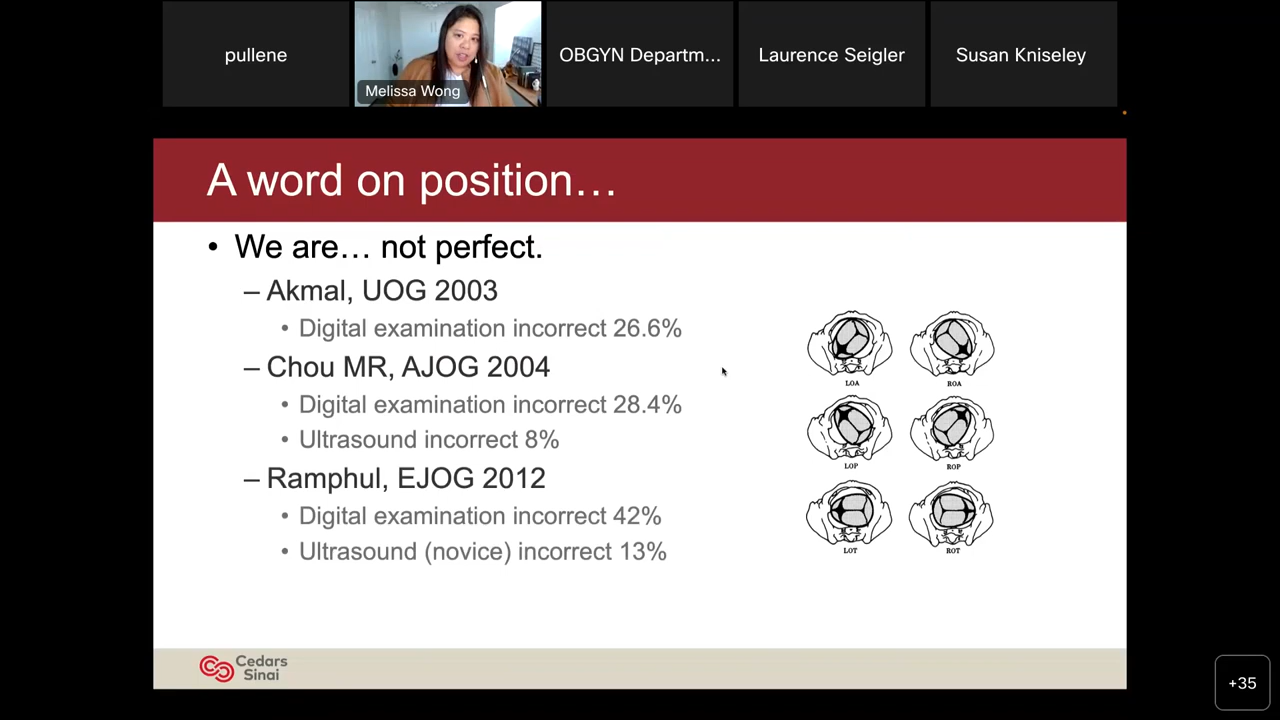 pullene
Melissa Wong
OBGYN Departm...
Laurence Seigler
Susan Kniseley
A word on position…
• We are… not perfect.
– Akmal, UOG 2003
• Digital examination incorrect 26.6%
– Chou MR, AJOG 2004
• Digital examination incorrect 28.4%
• Ultrasound incorrect 8%
– Ramphul, EJOG 2012
• Digital examination incorrect 42%
• Ultrasound (novice) incorrect 13%
LOA
ROA
LOP
ROP
LOT
ROT
Cedars
Sinai
+35